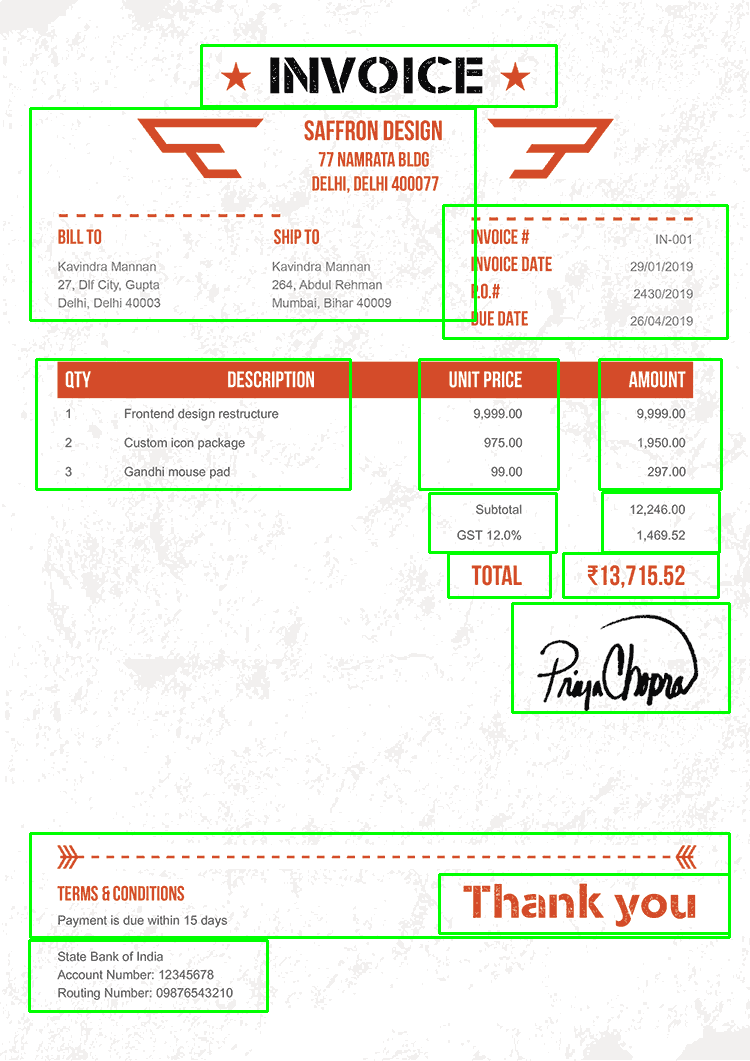 INVOICE
SAFFRON DESIGN
77 NAMRATA BLDG
DELHI, DELHI 400077
BILL TO
Kavindra Mannan
27, Dlf City, Gupta
Delhi, Delhi 40003
SHIP TO
Kavindra Mannan
264, Abdul Rehman
Mumbai, Bihar 40009
INVOICE # IN-001
INVOICE DATE 29/01/2019
P.O.# 2430/2019
DUE DATE 26/04/2019
QTY DESCRIPTION UNIT PRICE AMOUNT
1 Frontend design restructure 9,999.00 9,999.00
2 Custom icon package 975.00 1,950.00
3 Gandhi mouse pad 99.00 297.00
Subtotal 12,246.00
GST 12.0% 1,469.52
TOTAL ₹13,715.52
Priya Chopra
TERMS & CONDITIONS
Payment is due within 15 days
Thank you
State Bank of India
Account Number: 12345678
Routing Number: 09876543210